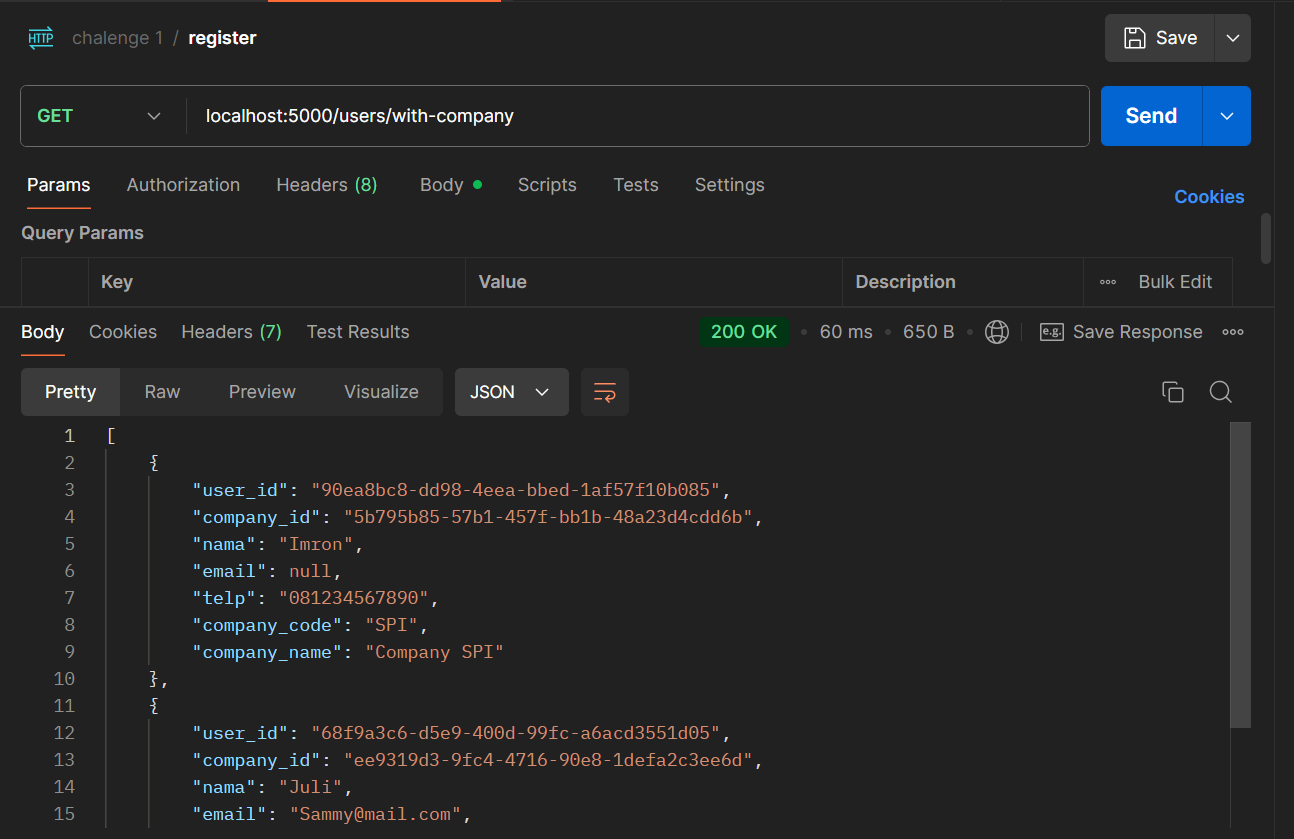 HTTP chalenge 1 / register Save
GET localhost:5000/users/with-company Send
Params Authorization Headers (8) Body Scripts Tests Settings Cookies
Query Params
Key Value Description Bulk Edit
Body Cookies Headers (7) Test Results 200 OK 60 ms 650 B e.g. Save Response
Pretty Raw Preview Visualize JSON
1 [
2 {
3 "user_id": "90ea8bc8-dd98-4eea-bbed-1af57f10b085",
4 "company_id": "5b795b85-57b1-457f-bb1b-48a23d4cdd6b",
5 "nama": "Imron",
6 "email": null,
7 "telp": "081234567890",
8 "company_code": "SPI",
9 "company_name": "Company SPI"
10 },
11 {
12 "user_id": "68f9a3c6-d5e9-400d-99fc-a6acd3551d05",
13 "company_id": "ee9319d3-9fc4-4716-90e8-1defa2c3ee6d",
14 "nama": "Juli",
15 "email": "Sammy@mail.com",